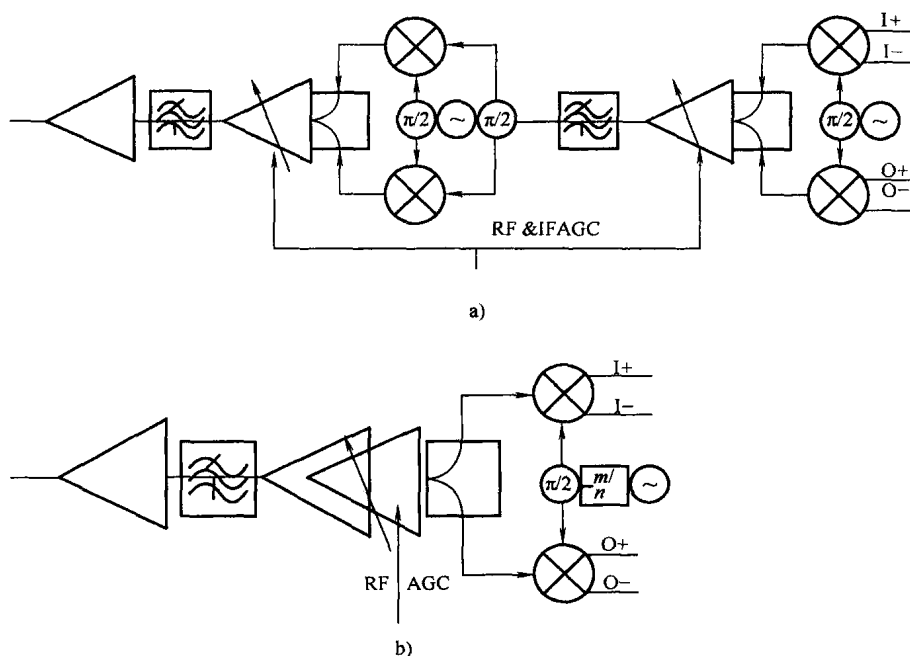 I+
I−
π/2
~
π/2
π/2
~
O+
O−
RF &IFAGC
a)
I+
I−
π/2
m/
n
~
RF AGC
O+
O−
b)